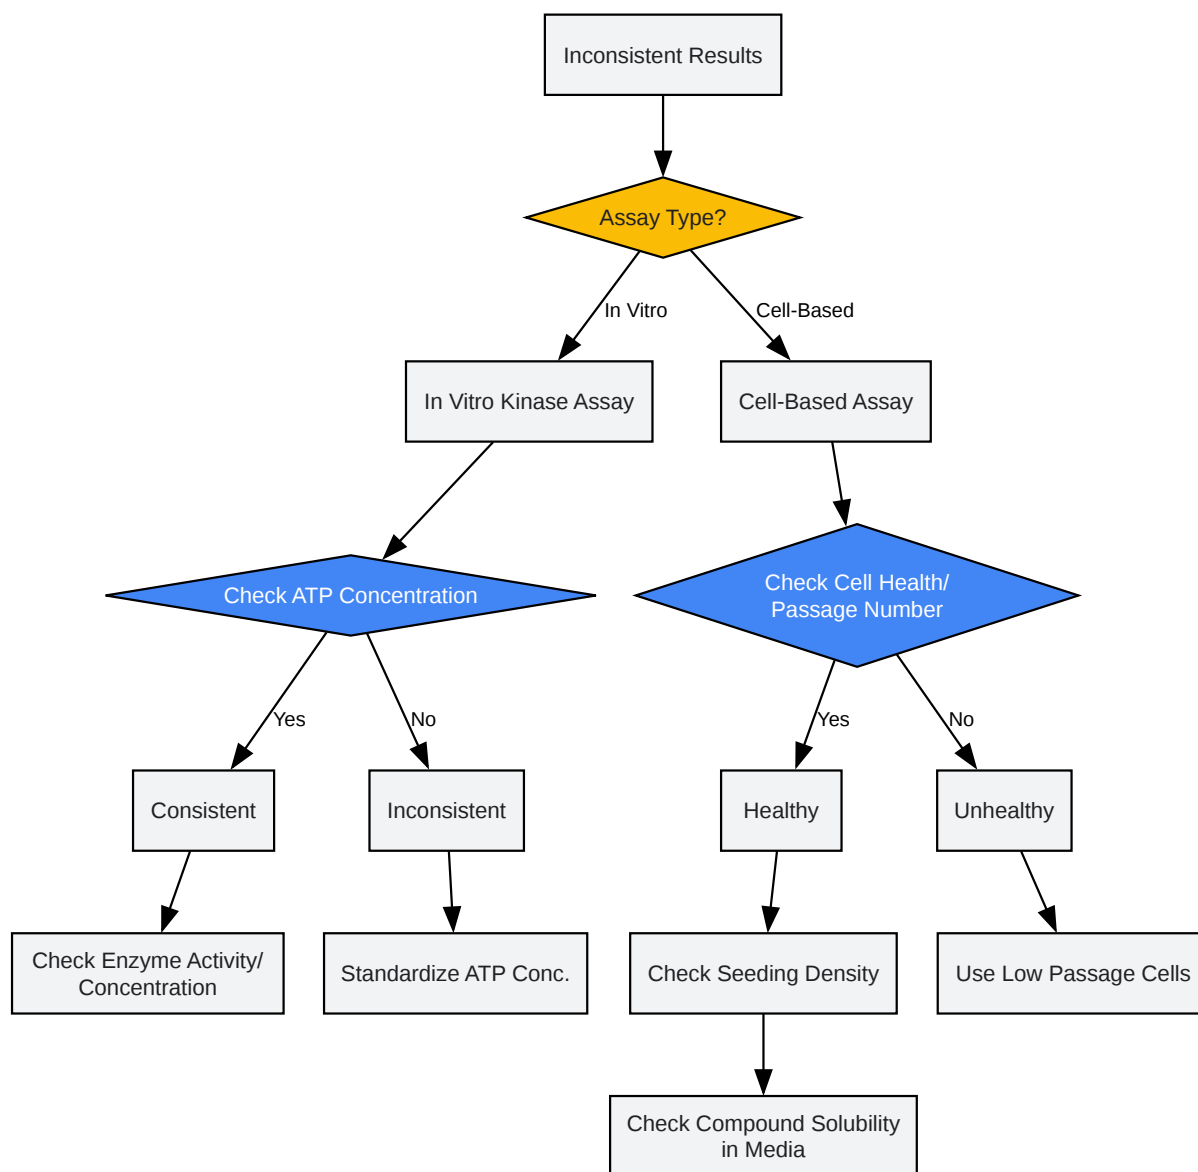 Inconsistent Results
Assay Type?
In Vitro
Cell-Based
In Vitro Kinase Assay
Cell-Based Assay
Check ATP Concentration
Check Cell Health/
Passage Number
Yes
No
Yes
No
Consistent
Inconsistent
Healthy
Unhealthy
Check Enzyme Activity/
Concentration
Standardize ATP Conc.
Check Seeding Density
Use Low Passage Cells
Check Compound Solubility
in Media